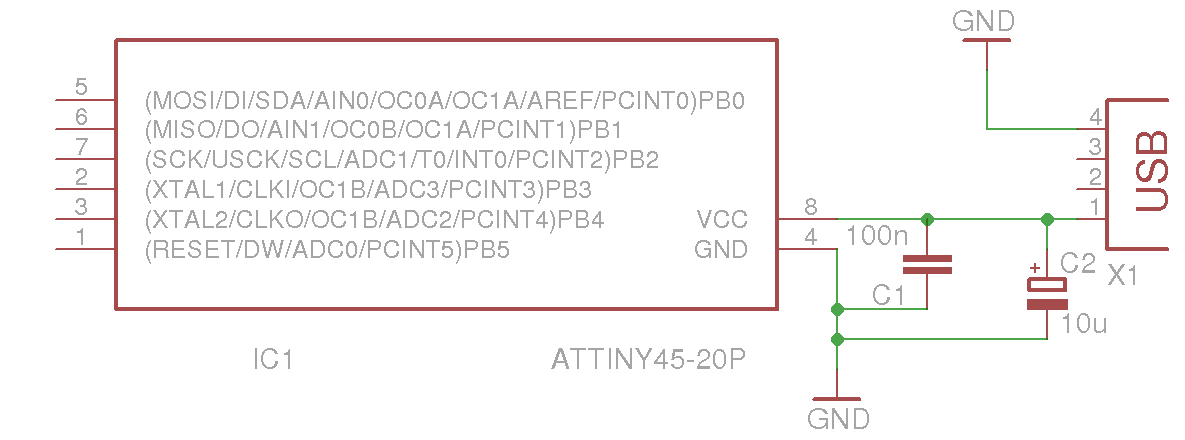 GND
5 (MOSI/DI/SDA/AIN0/OC0A/OC1A/AREF/PCINT0)PB0
6 (MISO/DO/AIN1/OC0B/OC1A/PCINT1)PB1
7 (SCK/USCK/SCL/ADC1/T0/INT0/PCINT2)PB2
2 (XTAL1/CLKI/OC1B/ADC3/PCINT3)PB3
3 (XTAL2/CLKO/OC1B/ADC2/PCINT4)PB4
1 (RESET/DW/ADC0/PCINT5)PB5
VCC 8
GND 4
100n
C1
+ C2
10u
4
3
2
1
USB
X1
IC1
ATTINY45-20P
GND